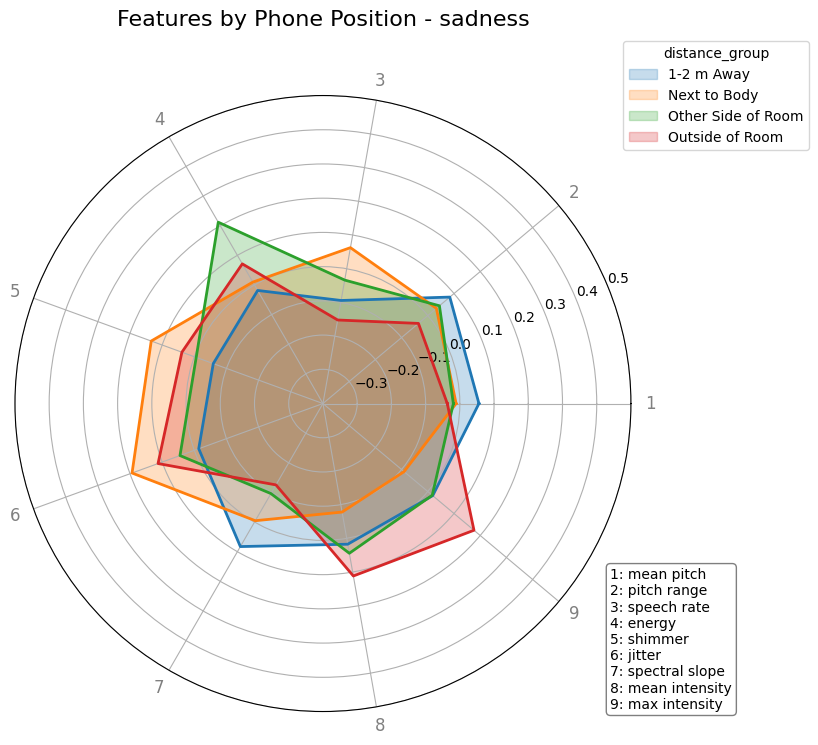 Features by Phone Position - sadness
distance_group
1-2 m Away
Next to Body
Other Side of Room
Outside of Room
3
4
2
5
0.5
0.4
0.3
0.2
0.1
0.0
−0.1
−0.2
−0.3
1
6
9
7
8
1: mean pitch
2: pitch range
3: speech rate
4: energy
5: shimmer
6: jitter
7: spectral slope
8: mean intensity
9: max intensity